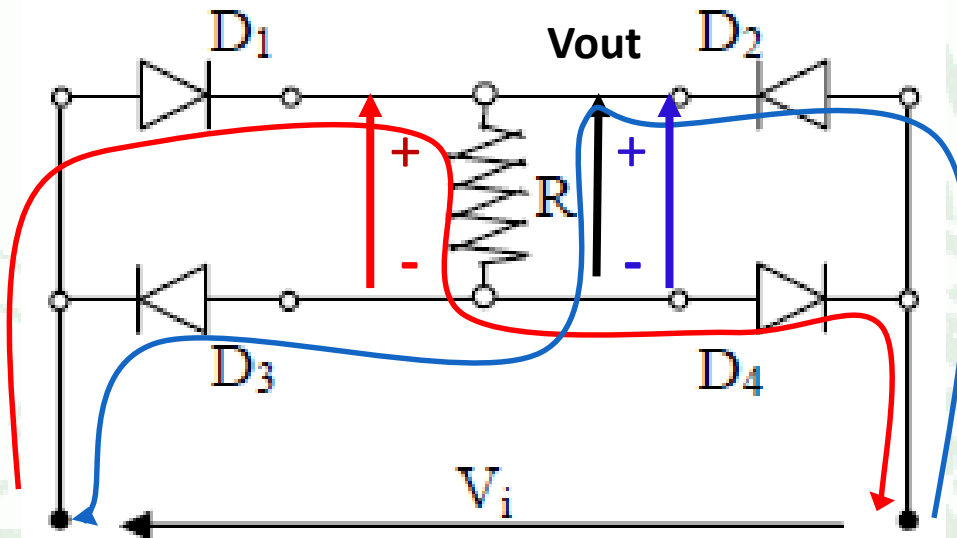 D₁ Vout D₂
+ +
R
- -
D₃ D₄
Vᵢ